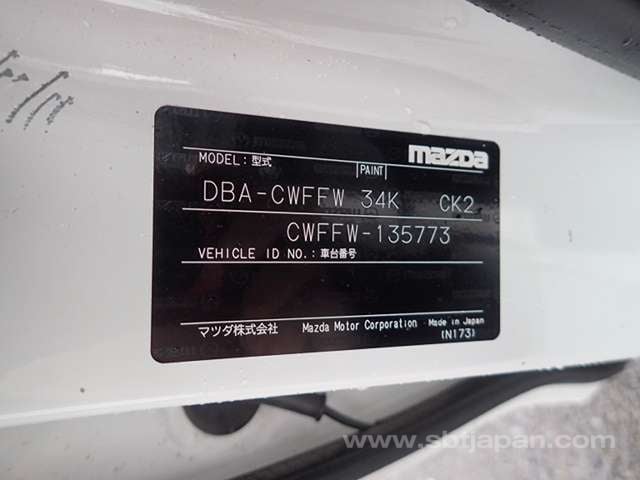 mazda
MODEL: 型式 PAINT
DBA-CWFFW 34K CK2
CWFFW-135773
VEHICLE ID NO.: 車台番号
マツダ株式会社 Mazda Motor Corporation Made in Japan
(N173)
www.sbtjapan.com